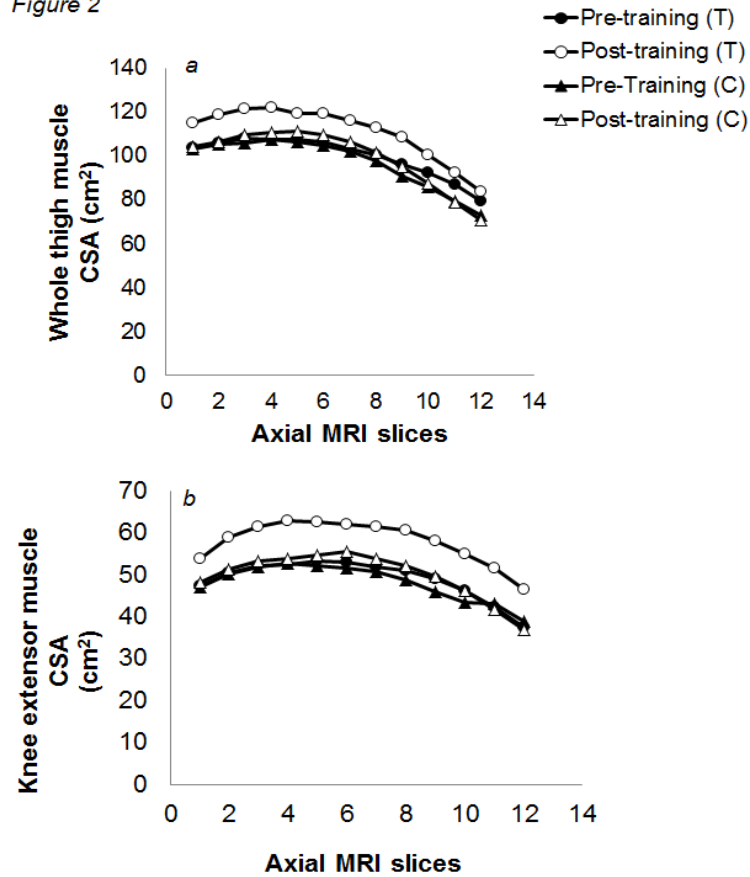 Figure 2
Pre-training (T)
Post-training (T)
Pre-Training (C)
Post-training (C)
a
140
120
100
80
60
40
20
0
Whole thigh muscle
CSA (cm²)
0 2 4 6 8 10 12 14
Axial MRI slices
b
70
60
50
40
30
20
10
0
Knee extensor muscle
CSA
(cm²)
0 2 4 6 8 10 12 14
Axial MRI slices